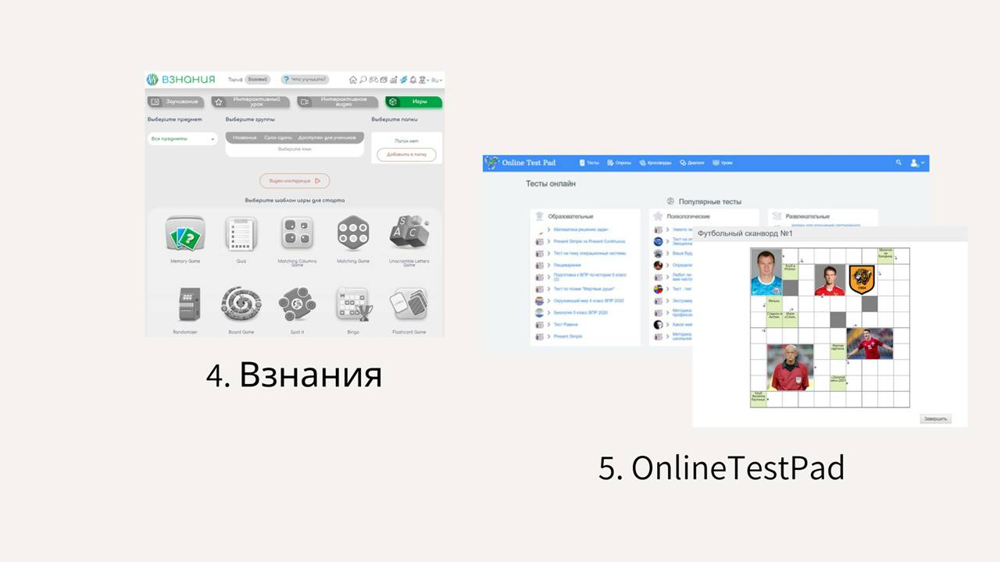 ВЗНАНИЯ
Тариф Базовый
? Что улучшить?
Ru
Заучивание
Интерактивный урок
Интерактивное видео
Игры
Выберите предмет
Выберите группы
Выберите папки
Все предметы
Название Срок сдачи Доступен для учеников
Выберите язык
Папок нет
Добавить в папку
Видео-инструкция
Выберите шаблон игры для старта
Memory Game
Quiz
Matching Columns Game
Matching Game
Unscramble Letters Game
Randomizer
Board Game
Spot it
Bingo
Flashcard Game
4. Взнания
Online Test Pad
Тесты
Опросы
Кроссворды
Диалоги
Уроки
Тесты онлайн
Популярные тесты
Образовательные
Математика решение задач
Present Simple vs Present Continuous
Тест на тему операционные системы
Пищеварение
Подготовка к ВПР по истории 5 класс
(2)
Тест по поэме "Мертвые души"
Окружающий мир 4 класс ВПР 2020
Биология 5 класс ВПР 2020
Тест Равена
Present Simple
Психологические
Развлекательные
Футбольный сканворд №1
Завершить
5. OnlineTestPad